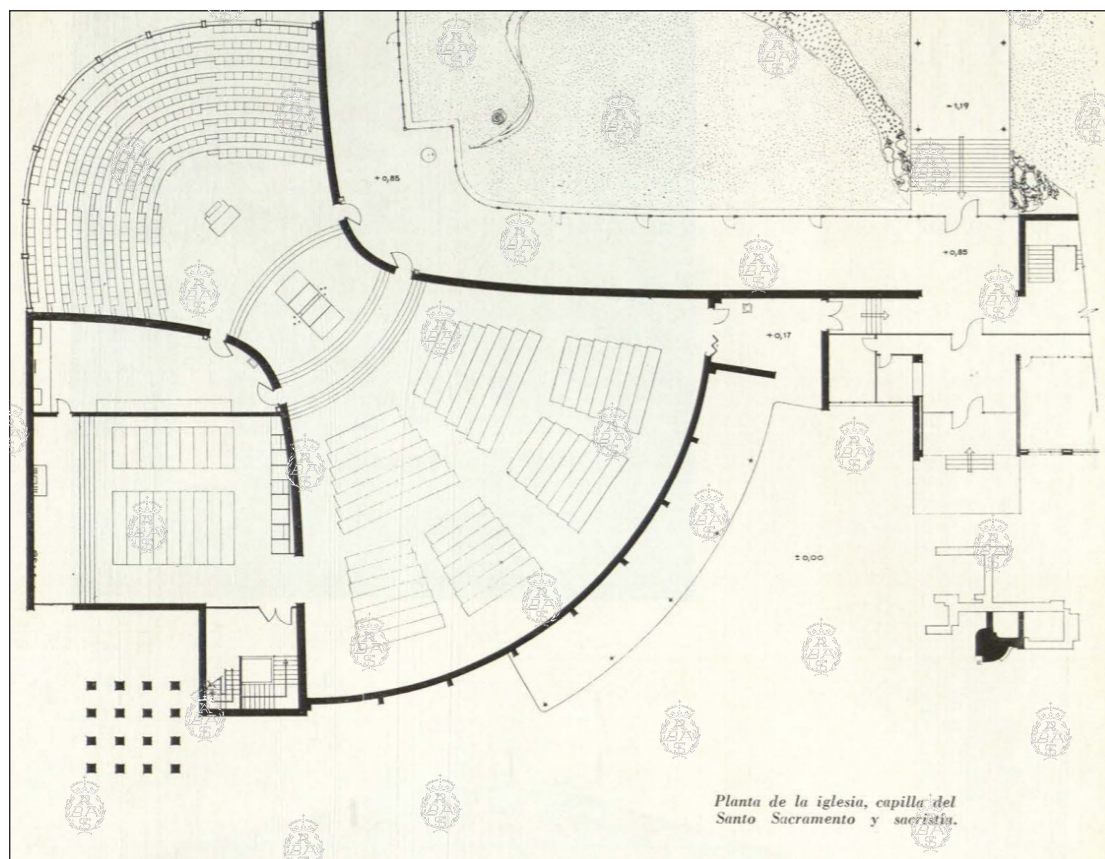 -1,19
+0,85
+0,85
+0,17
±0,00
Planta de la iglesia, capilla del
Santo Sacramento y sacristía.
RABASF